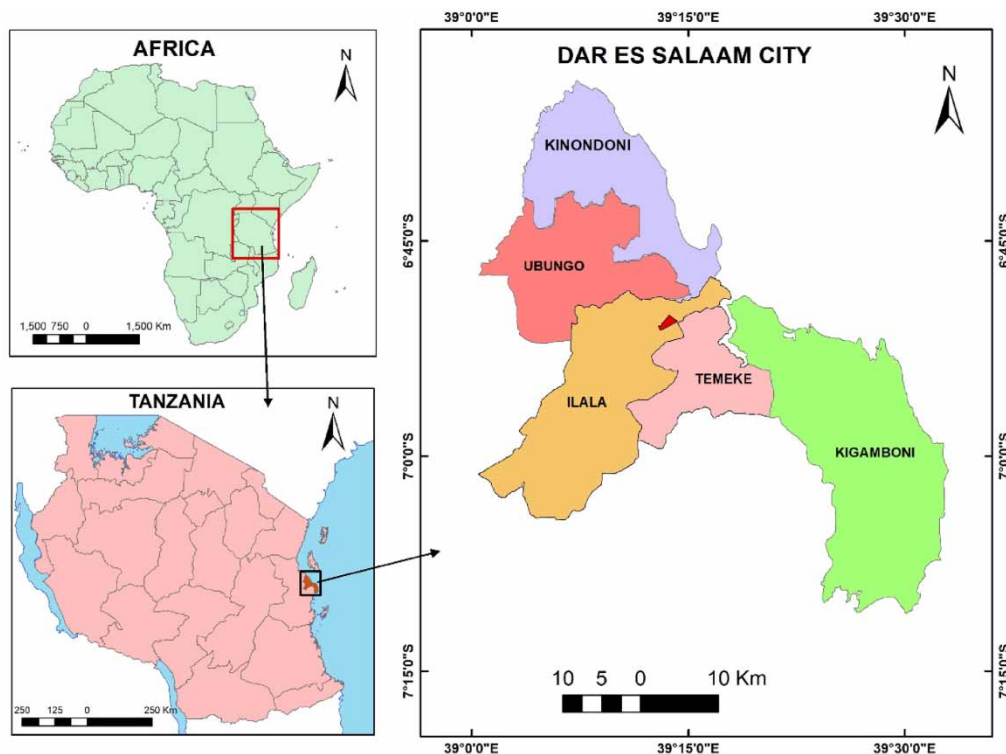 AFRICA
N
1,500 750 0 1,500 Km
TANZANIA
N
250 125 0 250 Km
39°0'0"E 39°15'0"E 39°30'0"E
DAR ES SALAAM CITY
N
KINONDONI
6°45'0"S 6°45'0"S
UBUNGO
TEMEKE
ILALA
KIGAMBONI
7°0'0"S 7°0'0"S
7°15'0"S 7°15'0"S
10 5 0 10 Km
39°0'0"E 39°15'0"E 39°30'0"E